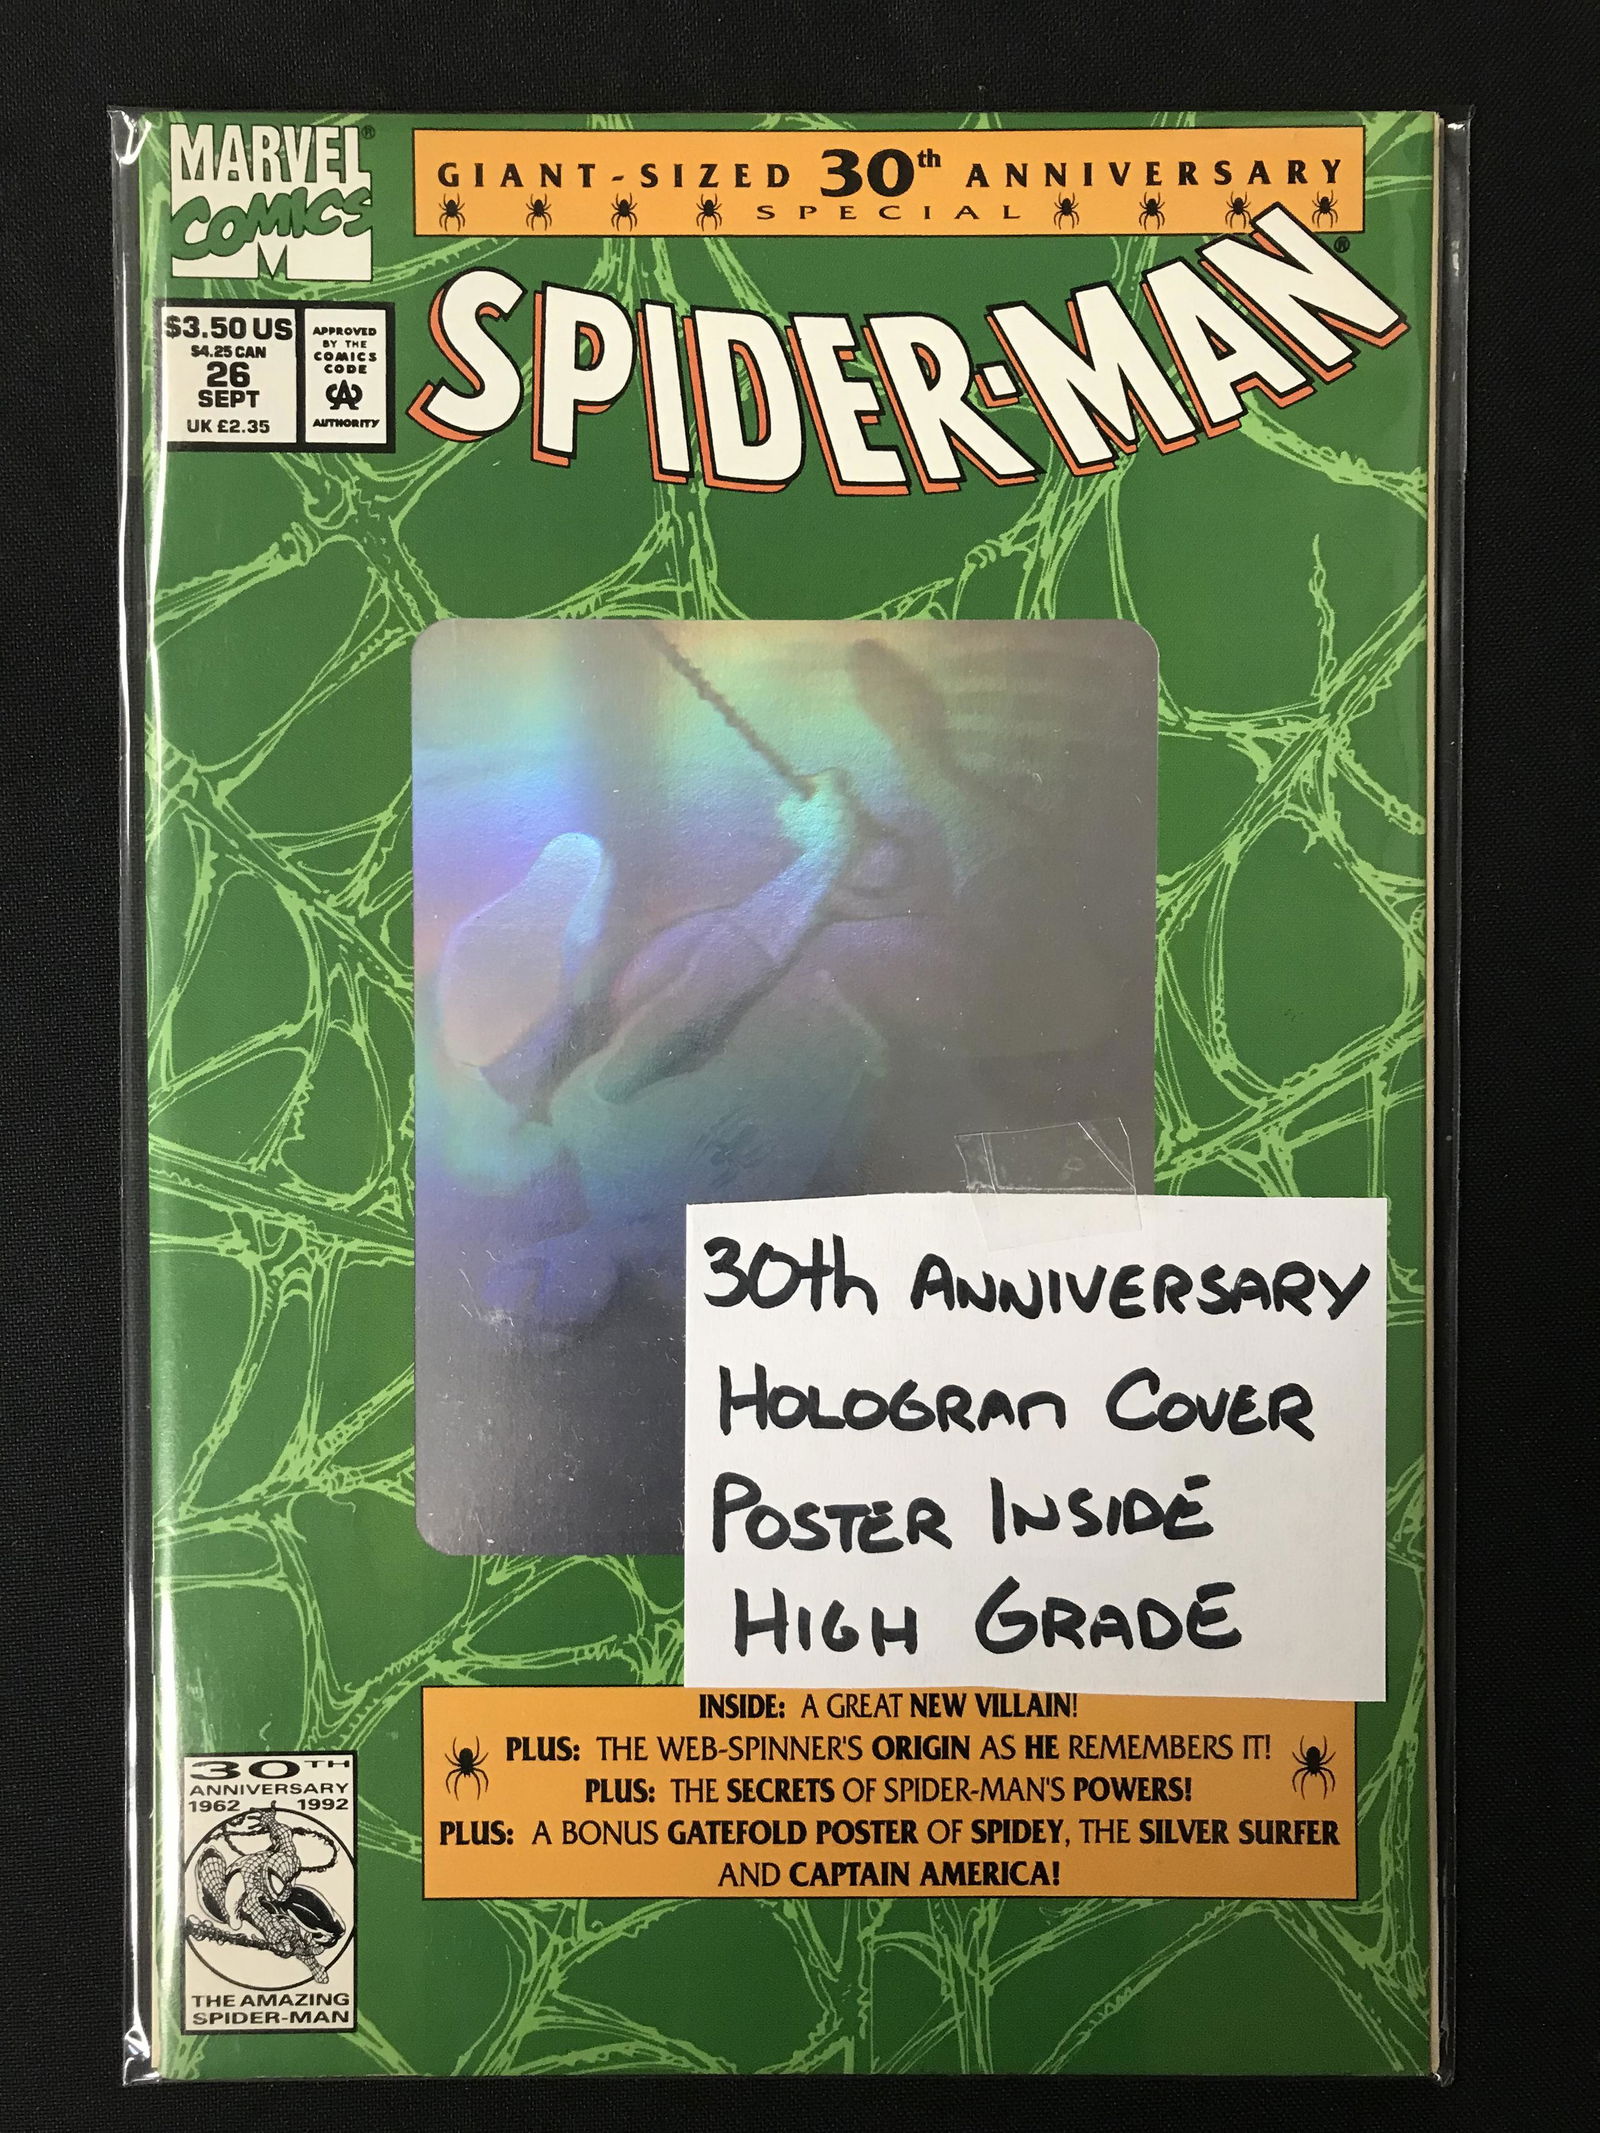 MARVEL®
COMICS
M
GIANT-SIZED 30th ANNIVERSARY
SPECIAL
SPIDER-MAN®
$3.50 US
$4.25 CAN
26
SEPT
UK £2.35
APPROVED
BY THE
COMICS
CODE
CA
AUTHORITY
30th ANNIVERSARY
HOLOGRAM COVER
POSTER INSIDE
HIGH GRADE
INSIDE: A GREAT NEW VILLAIN!
PLUS: THE WEB-SPINNER'S ORIGIN AS HE REMEMBERS IT!
PLUS: THE SECRETS OF SPIDER-MAN'S POWERS!
PLUS: A BONUS GATEFOLD POSTER OF SPIDEY, THE SILVER SURFER
AND CAPTAIN AMERICA!
30TH
ANNIVERSARY
1962 1992
THE AMAZING
SPIDER-MAN